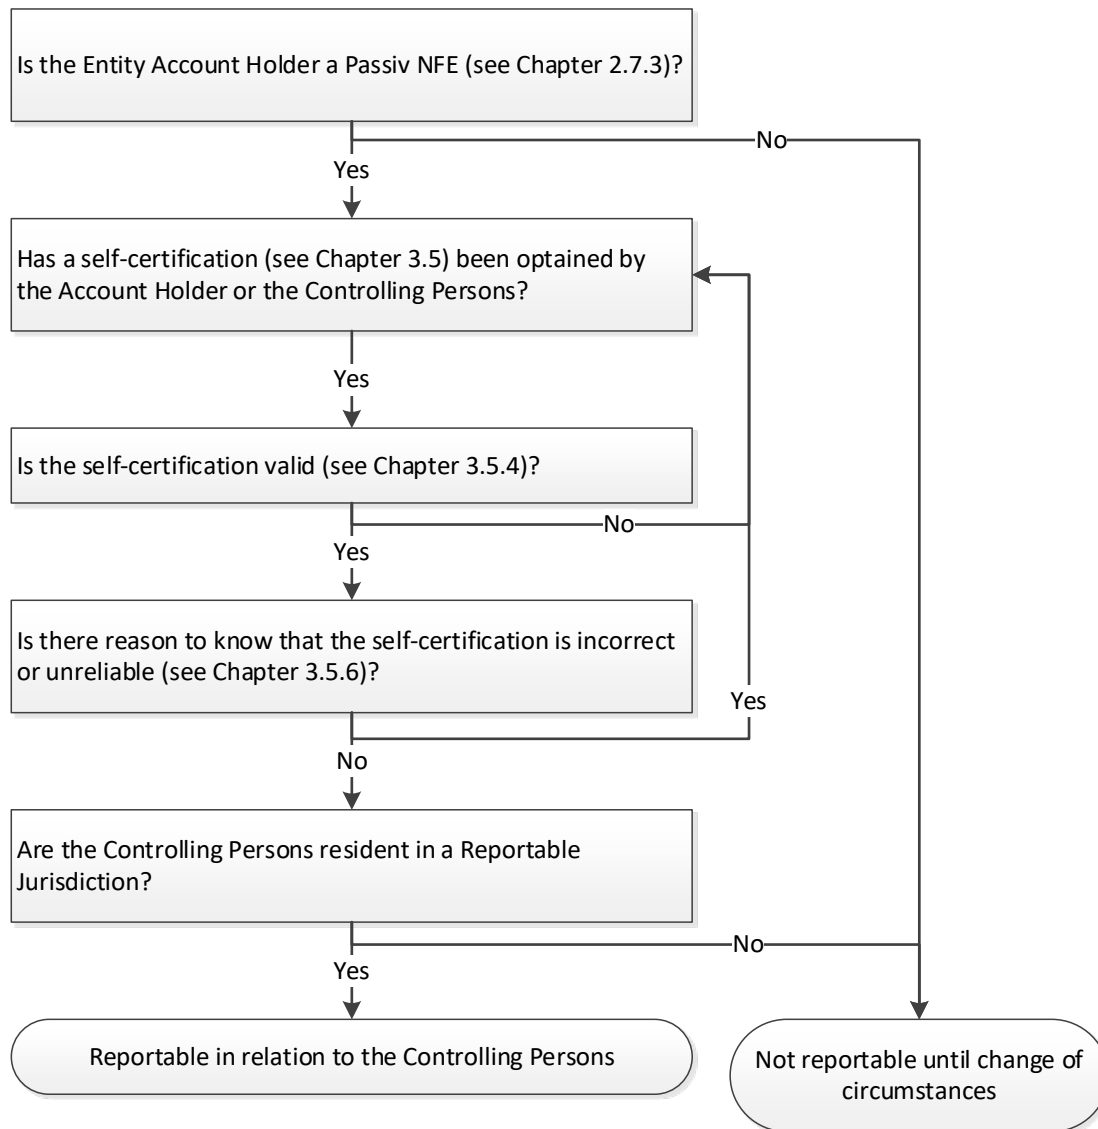 Is the Entity Account Holder a Passiv NFE (see Chapter 2.7.3)?
No
Yes
Has a self-certification (see Chapter 3.5) been optained by
the Account Holder or the Controlling Persons?
Yes
Is the self-certification valid (see Chapter 3.5.4)?
No
Yes
Is there reason to know that the self-certification is incorrect
or unreliable (see Chapter 3.5.6)?
Yes
No
Are the Controlling Persons resident in a Reportable
Jurisdiction?
No
Yes
Reportable in relation to the Controlling Persons
Not reportable until change of
circumstances